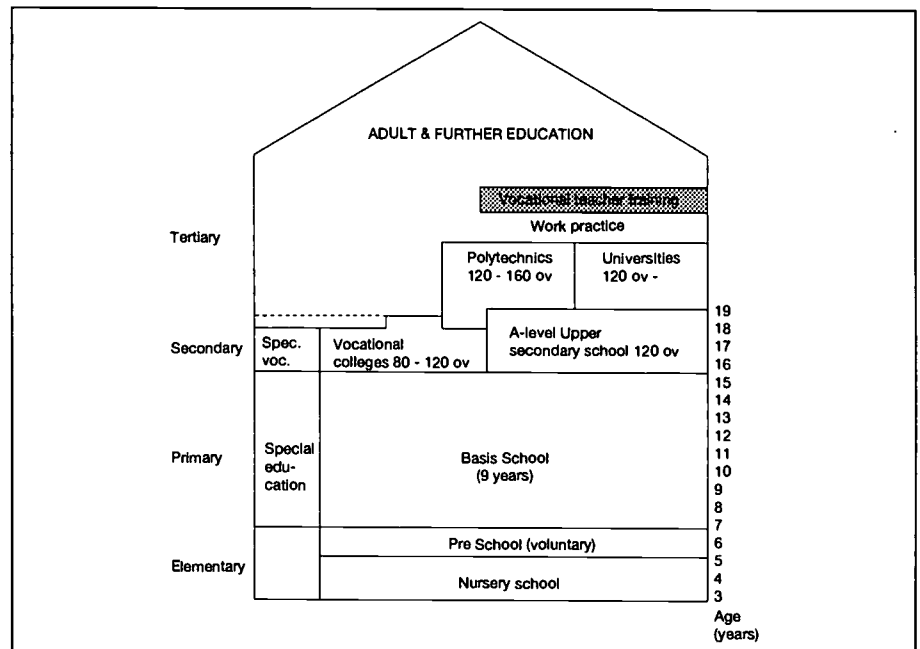 ADULT & FURTHER EDUCATION
Vocational teacher training
Work practice
Tertiary
Polytechnics
120 - 160 ov
Universities
120 ov -
19
18
17
16
15
14
13
12
11
10
9
8
7
6
5
4
3
Age
(years)
Secondary
Spec.
voc.
Vocational
colleges 80 - 120 ov
A-level Upper
secondary school 120 ov
Primary
Special
edu-
cation
Basis School
(9 years)
Elementary
Pre School (voluntary)
Nursery school